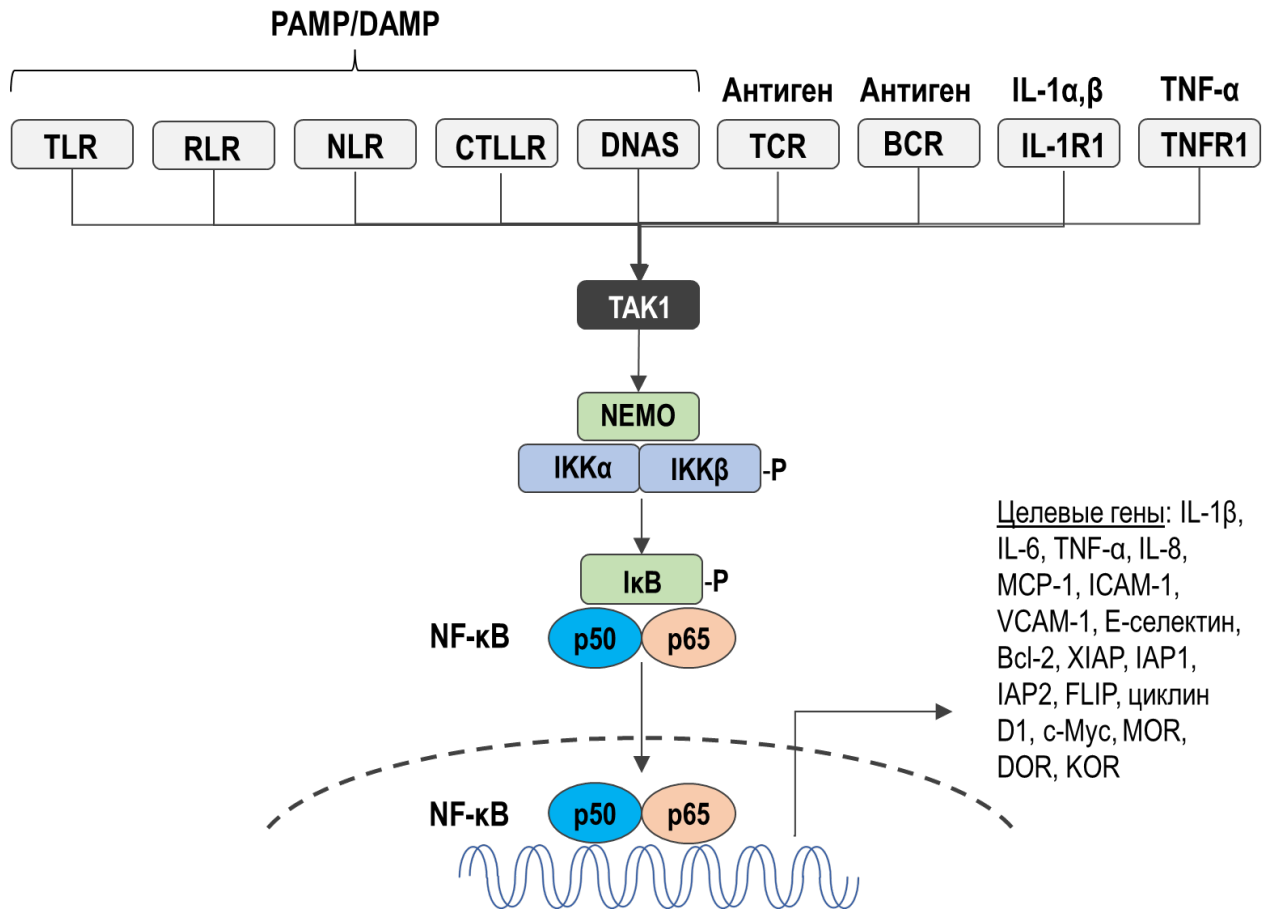 PAMP/DAMP
Антиген Антиген IL-1α,β TNF-α
TLR RLR NLR CTLLR DNAS TCR BCR IL-1R1 TNFR1
TAK1
NEMO
IKKα IKKβ -P
IκB -P
NF-κB p50 p65
Целевые гены: IL-1β,
IL-6, TNF-α, IL-8,
MCP-1, ICAM-1,
VCAM-1, E-селектин,
Bcl-2, XIAP, IAP1,
IAP2, FLIP, циклин
D1, c-Myc, MOR,
DOR, KOR
NF-κB p50 p65